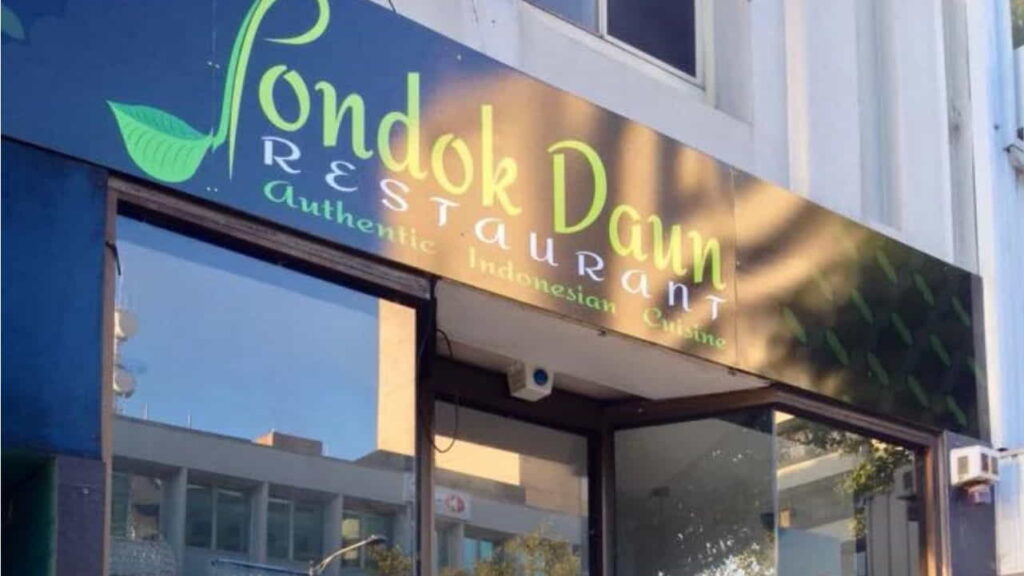 Pondok Daun
RESTAURANT
Authentic Indonesian Cuisine